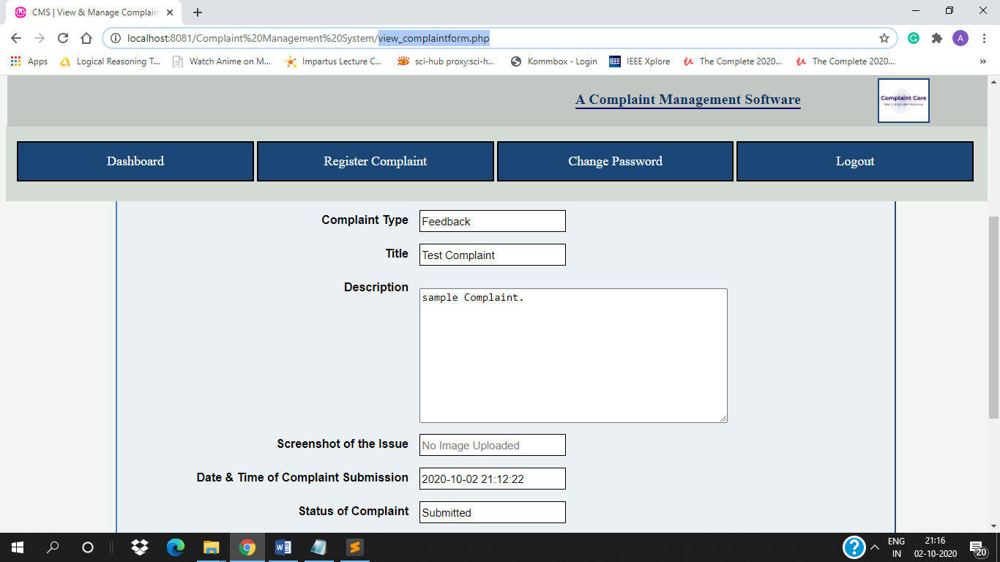 CMS | View & Manage Complain
localhost:8081/Complaint%20Management%20System/view_complaintform.php
A
Apps
Logical Reasoning T...
Watch Anime on M...
Impartus Lecture C...
sci-hub proxy:sci-h...
Kommbox - Login
IEEE
IEEE Xplore
The Complete 2020...
The Complete 2020...
»
A Complaint Management Software
Complaint Care
Dashboard
Register Complaint
Change Password
Logout
Complaint Type
Feedback
Title
Test Complaint
Description
sample Complaint.
Screenshot of the Issue
No Image Uploaded
Date & Time of Complaint Submission
2020-10-02 21:12:22
Status of Complaint
Submitted
ENG
IN
21:16
02-10-2020
20